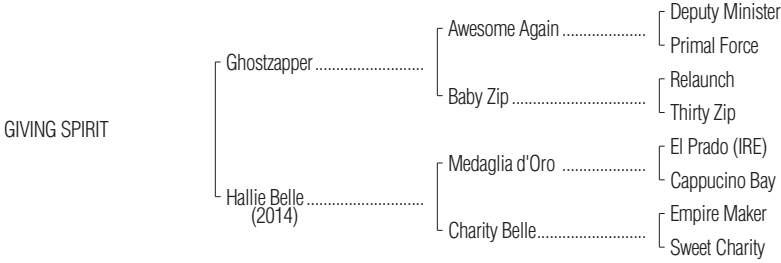 Deputy Minister
Awesome Again ....................
Primal Force
Ghostzapper ..........................
Relaunch
Baby Zip ................................
Thirty Zip
GIVING SPIRIT
El Prado (IRE)
Medaglia d'Oro ....................
Cappucino Bay
Hallie Belle ............................
(2014)
Empire Maker
Charity Belle..........................
Sweet Charity